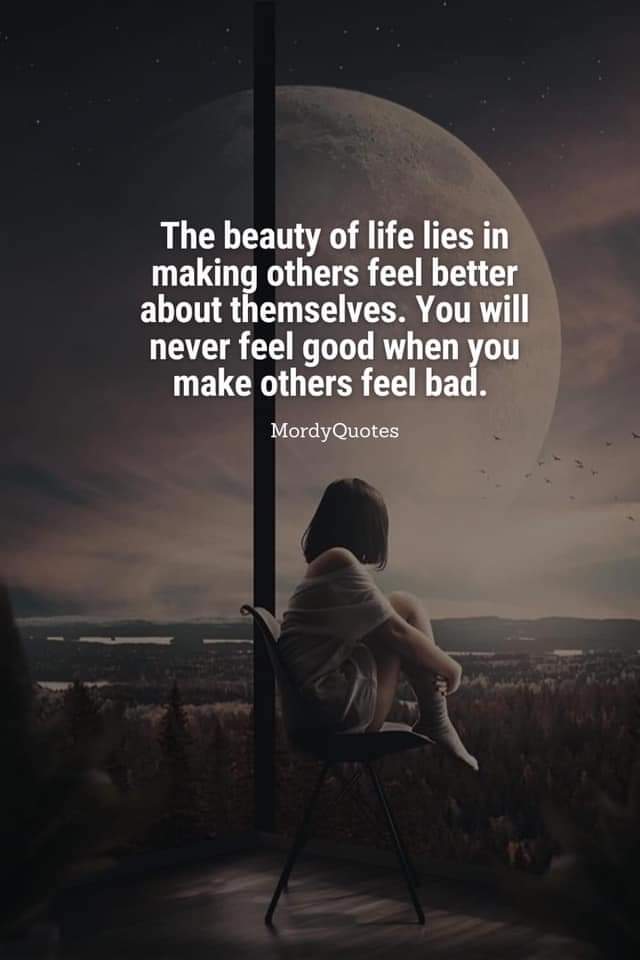 The beauty of life lies in
making others feel better
about themselves. You will
never feel good when you
make others feel bad.
MordyQuotes